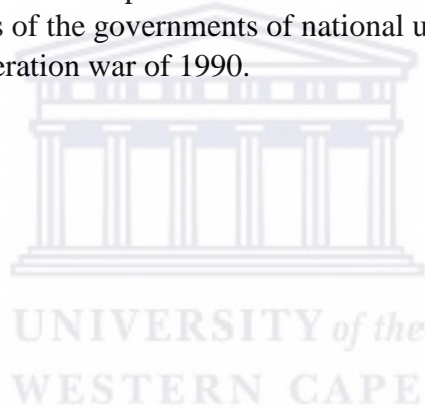 s of the governments of national u
eration war of 1990.
UNIVERSITY of the
WESTERN CAPE